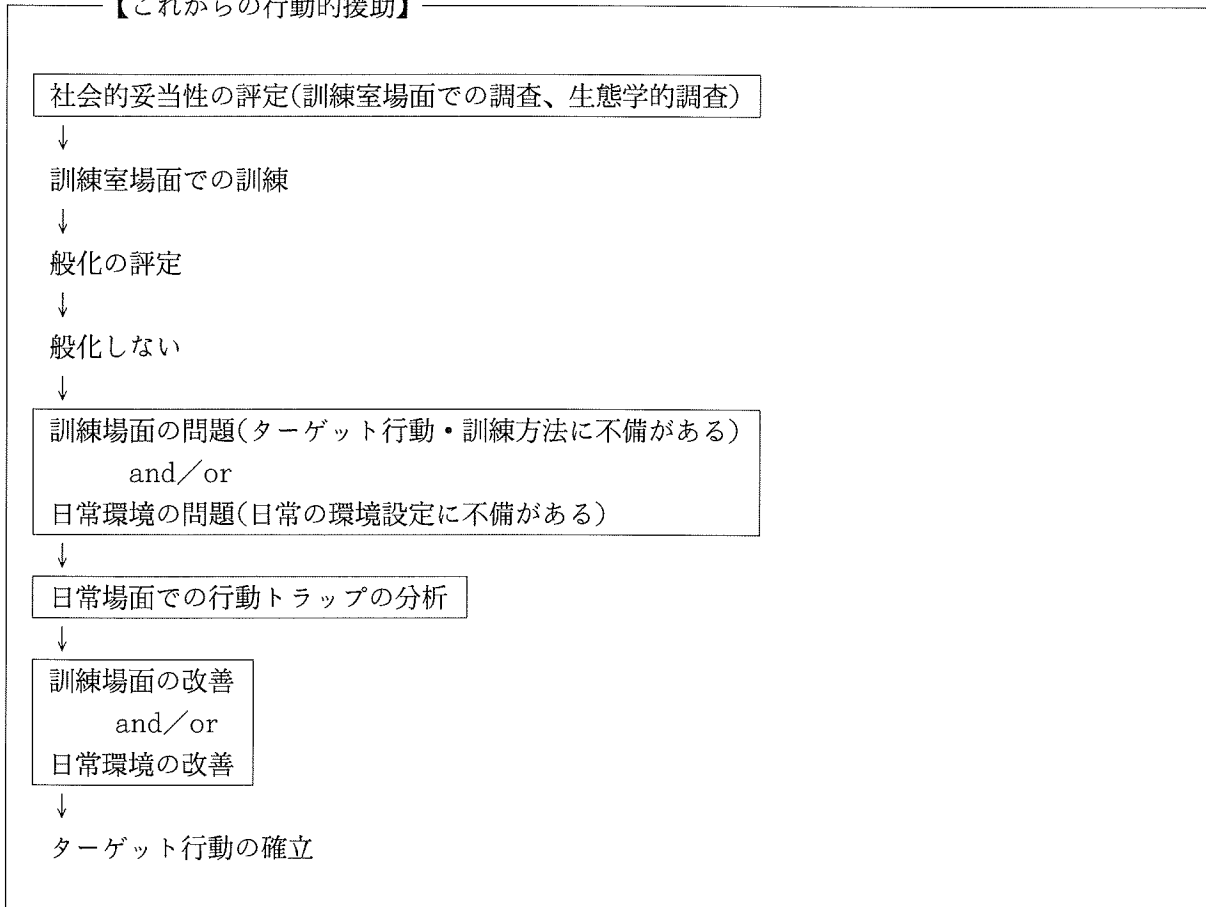 【これからの行動的援助】
社会的妥当性の評定(訓練室場面での調査、生態学的調査)
↓
訓練室場面での訓練
↓
般化の評定
↓
般化しない
↓
訓練場面の問題(ターゲット行動・訓練方法に不備がある)
and/or
日常環境の問題(日常の環境設定に不備がある)
↓
日常場面での行動トラップの分析
↓
訓練場面の改善
and/or
日常環境の改善
↓
ターゲット行動の確立